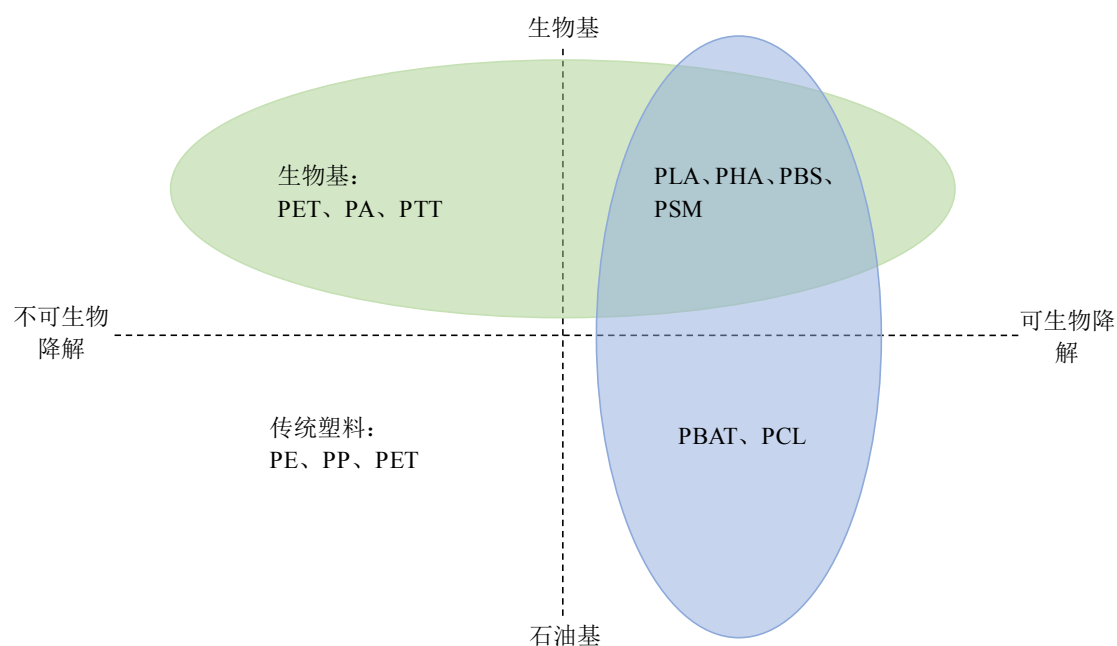 生物基
生物基：
PET、PA、PTT
PLA、PHA、PBS、
PSM
不可生物
降解
可生物降
解
传统塑料：
PE、PP、PET
PBAT、PCL
石油基